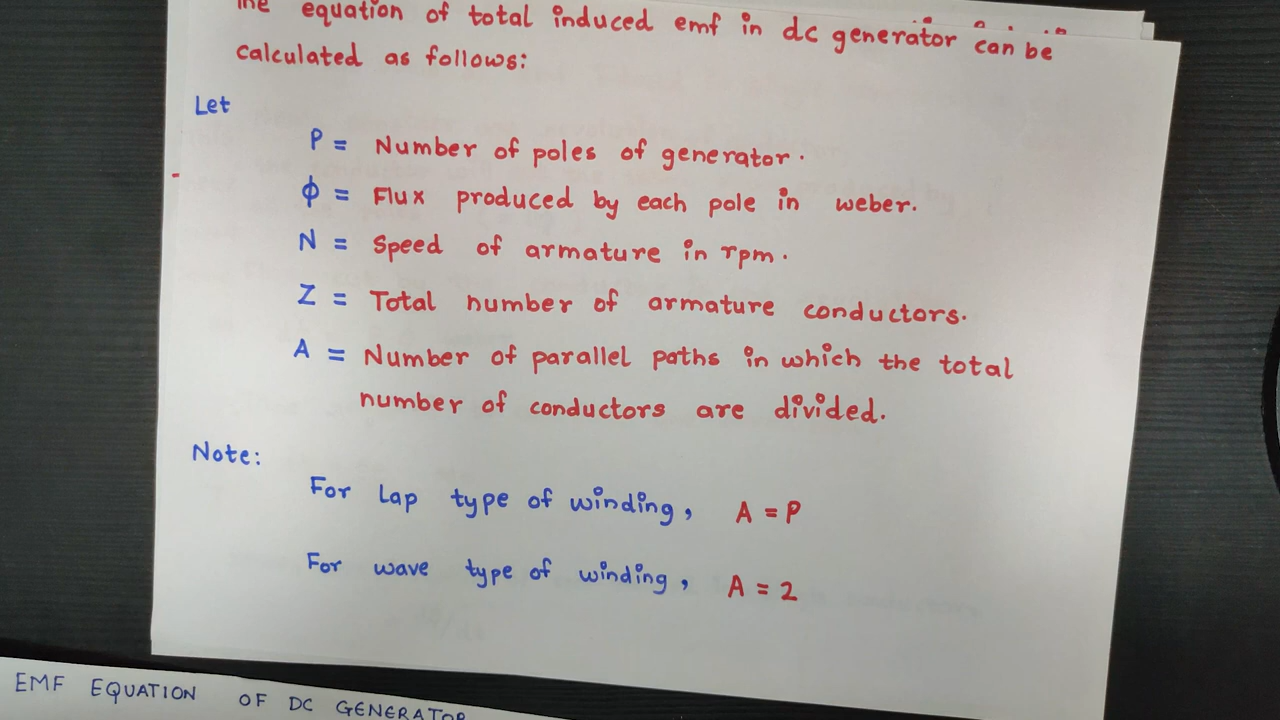 the equation of total induced emf in dc generator can be
calculated as follows:
Let
P = Number of poles of generator.
ϕ = Flux produced by each pole in weber.
N = Speed of armature in rpm.
Z = Total number of armature conductors.
A = Number of parallel paths in which the total
number of conductors are divided.
Note:
For Lap type of winding, A = P
For wave type of winding, A = 2
EMF EQUATION OF DC GENERATOR